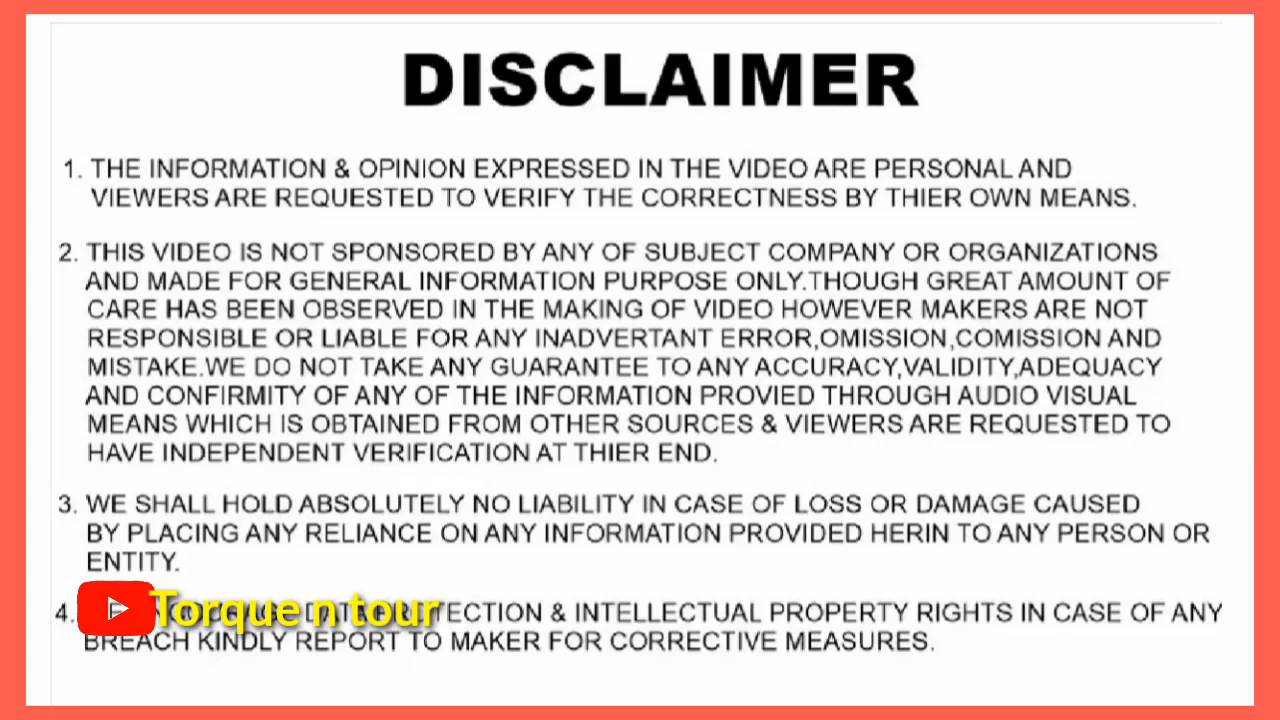 DISCLAIMER
1. THE INFORMATION & OPINION EXPRESSED IN THE VIDEO ARE PERSONAL AND
VIEWERS ARE REQUESTED TO VERIFY THE CORRECTNESS BY THIER OWN MEANS.
2. THIS VIDEO IS NOT SPONSORED BY ANY OF SUBJECT COMPANY OR ORGANIZATIONS
AND MADE FOR GENERAL INFORMATION PURPOSE ONLY.THOUGH GREAT AMOUNT OF
CARE HAS BEEN OBSERVED IN THE MAKING OF VIDEO HOWEVER MAKERS ARE NOT
RESPONSIBLE OR LIABLE FOR ANY INADVERTANT ERROR,OMISSION,COMISSION AND
MISTAKE.WE DO NOT TAKE ANY GUARANTEE TO ANY ACCURACY,VALIDITY,ADEQUACY
AND CONFIRMITY OF ANY OF THE INFORMATION PROVIED THROUGH AUDIO VISUAL
MEANS WHICH IS OBTAINED FROM OTHER SOURCES & VIEWERS ARE REQUESTED TO
HAVE INDEPENDENT VERIFICATION AT THIER END.
3. WE SHALL HOLD ABSOLUTELY NO LIABILITY IN CASE OF LOSS OR DAMAGE CAUSED
BY PLACING ANY RELIANCE ON ANY INFORMATION PROVIDED HERIN TO ANY PERSON OR
ENTITY.
Torque n tour
4. DATA PROTECTION & INTELLECTUAL PROPERTY RIGHTS IN CASE OF ANY
BREACH KINDLY REPORT TO MAKER FOR CORRECTIVE MEASURES.